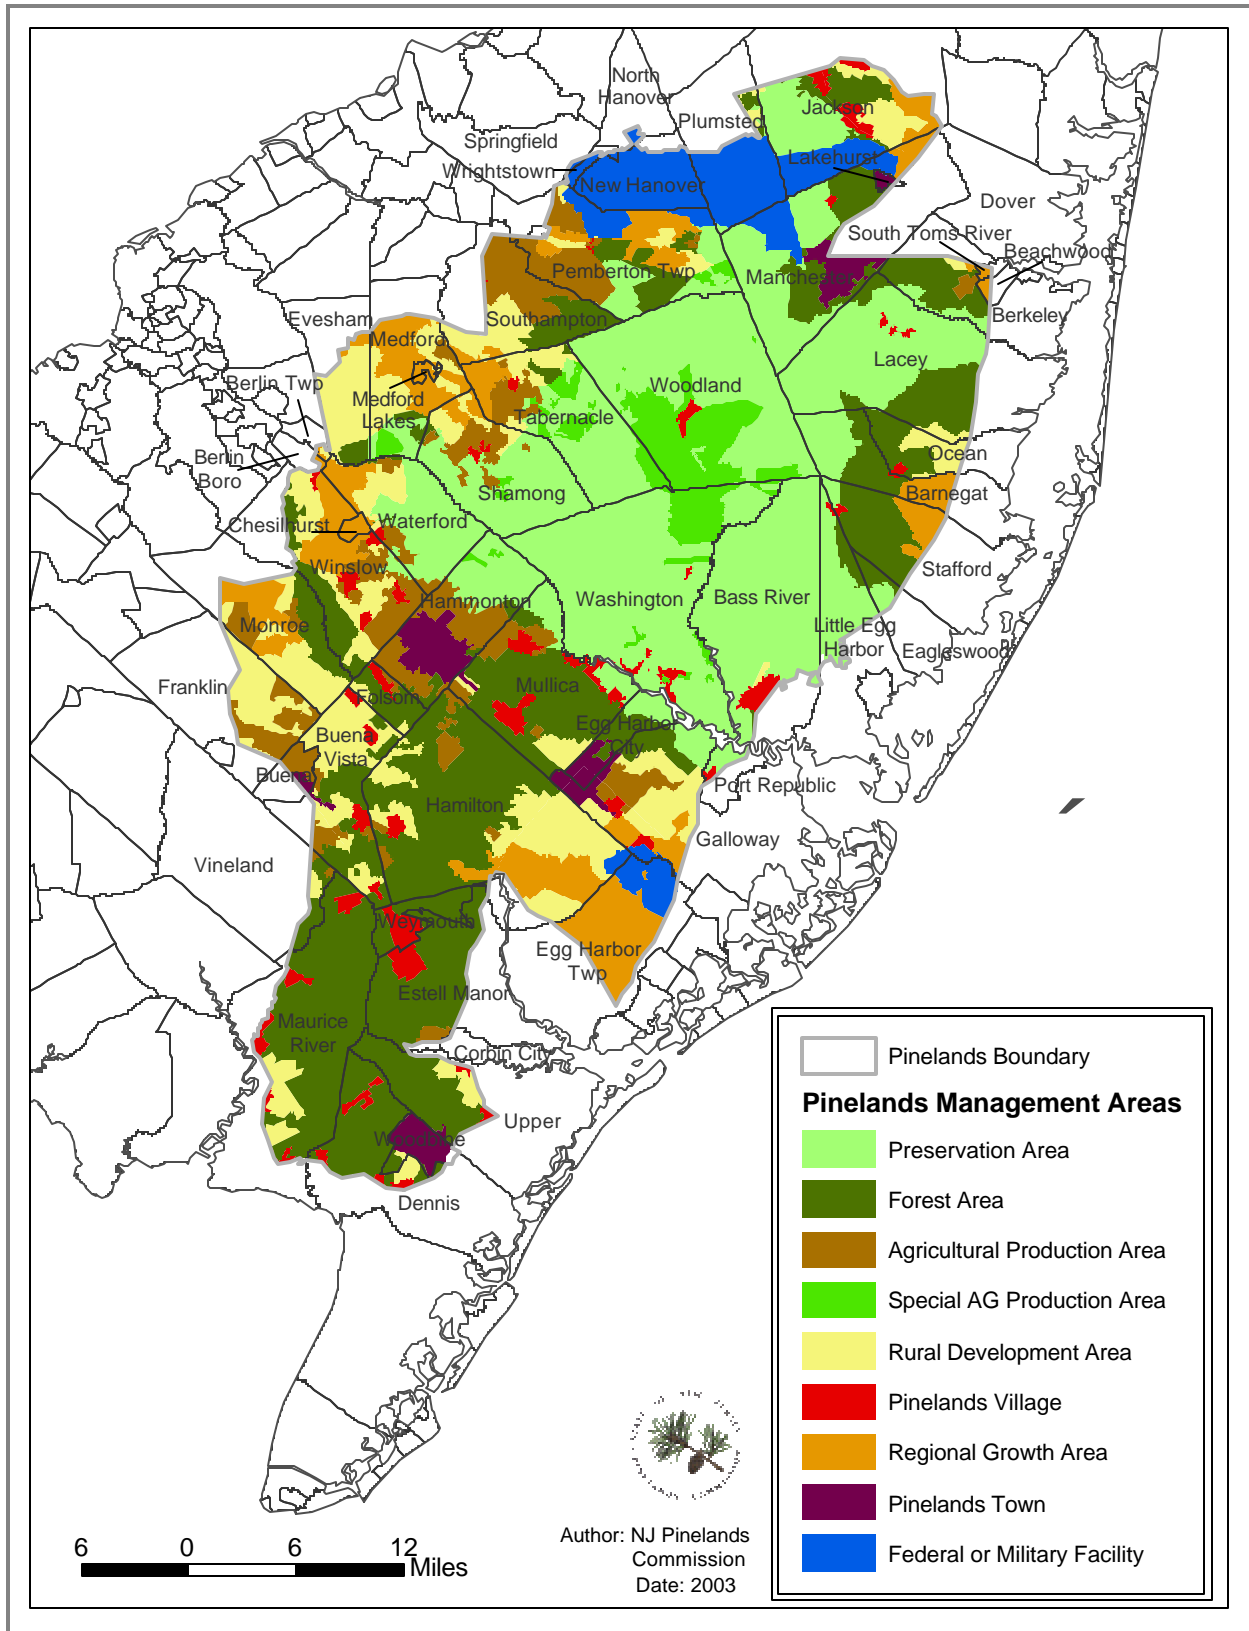 North
Hanover
Plumsted
Jackson
Springfield
Wrightstown
New Hanover
Lakehurst
Dover
South Toms River
Beachwood
Pemberton Twp
Manchester
Berkeley
Evesham
Southampton
Medford
Lacey
Berlin Twp
Woodland
Medford
Lakes
Tabernacle
Berlin
Boro
Ocean
Shamong
Barnegat
Chesilhurst
Waterford
Stafford
Winslow
Hammonton
Washington
Bass River
Monroe
Little Egg
Harbor
Eagleswood
Franklin
Folsom
Mullica
Egg Harbor
City
Buena
Vista
Buena
Port Republic
Hamilton
Galloway
Vineland
Weymouth
Egg Harbor
Twp
Estell Manor
Maurice
River
Corbin City
Upper
Woodbine
Dennis
Pinelands Boundary
Pinelands Management Areas
Preservation Area
Forest Area
Agricultural Production Area
Special AG Production Area
Rural Development Area
Pinelands Village
Regional Growth Area
Pinelands Town
Federal or Military Facility
6 0 6 12
Miles
Author: NJ Pinelands
Commission
Date: 2003